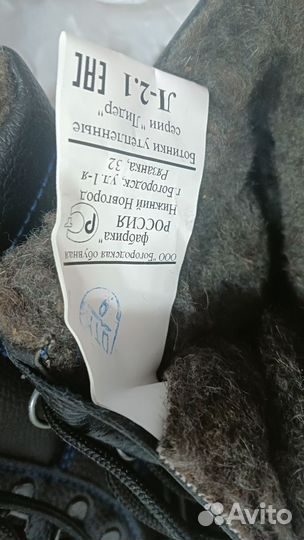 ООО "Богородская обувная
фабрика"
РОССИЯ
Нижний Новгород
г. Богородск, ул. 1-я
Рязанка, 32
Ботинки утепленные
серии "Лидер"
Л-2.1 ЕАС
Avito